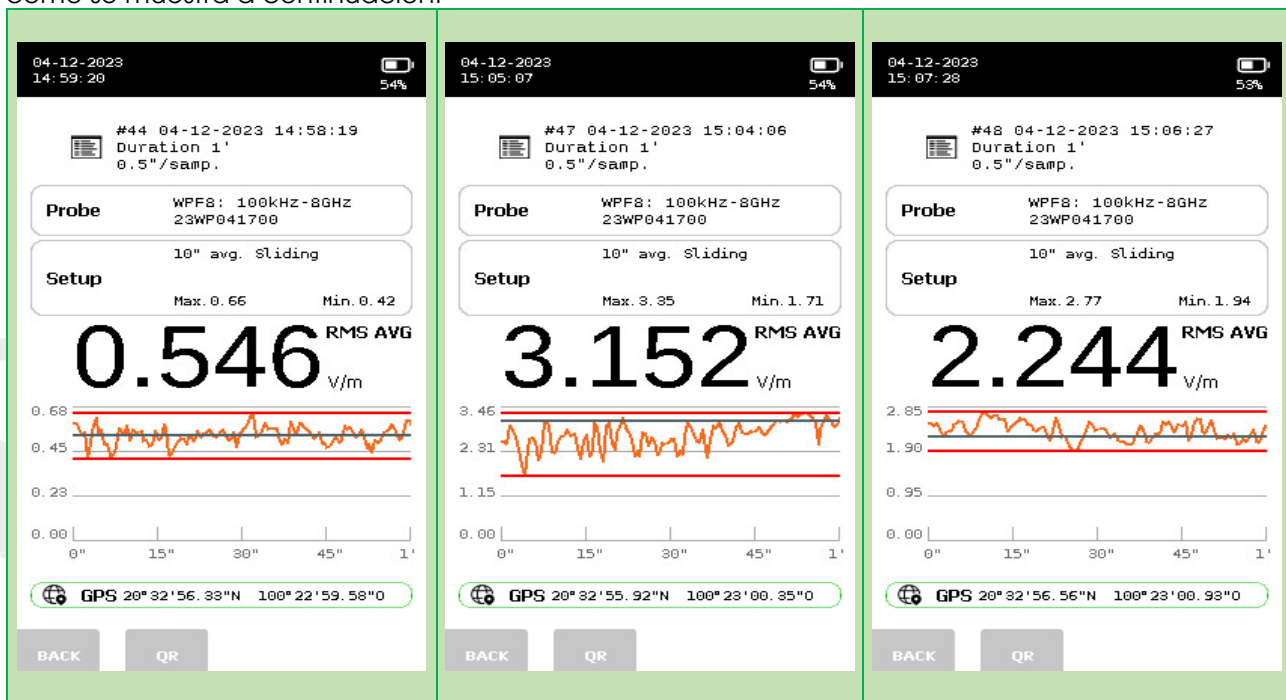 como se muestra a continuación:
04-12-2023
14:59:20
54%
#44 04-12-2023 14:58:19
Duration 1'
0.5"/samp.
Probe
WPF8: 100kHz-8GHz
23WP041700
Setup
10" avg. Sliding
Max.0.66 Min.0.42
0.546 RMS AVG
V/m
0.68
0.45
0.23
0.00
0" 15" 30" 45" 1'
GPS 20°32'56.33"N 100°22'59.58"O
BACK QR
04-12-2023
15:05:07
54%
#47 04-12-2023 15:04:06
Duration 1'
0.5"/samp.
Probe
WPF8: 100kHz-8GHz
23WP041700
Setup
10" avg. Sliding
Max.3.35 Min.1.71
3.152 RMS AVG
V/m
3.46
2.31
1.15
0.00
0" 15" 30" 45" 1'
GPS 20°32'55.92"N 100°23'00.35"O
BACK QR
04-12-2023
15:07:28
53%
#48 04-12-2023 15:06:27
Duration 1'
0.5"/samp.
Probe
WPF8: 100kHz-8GHz
23WP041700
Setup
10" avg. Sliding
Max.2.77 Min.1.94
2.244 RMS AVG
V/m
2.85
1.90
0.95
0.00
0" 15" 30" 45" 1'
GPS 20°32'56.56"N 100°23'00.93"O
BACK QR